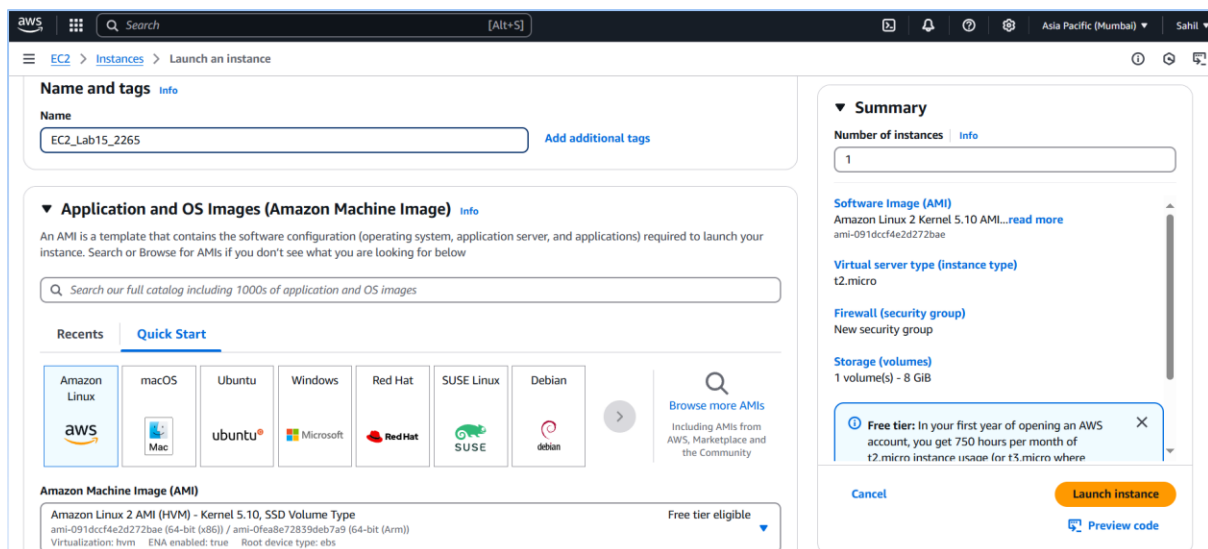 aws
Search [Alt+S]
Asia Pacific (Mumbai) ▼
Sahil ▼
EC2 > Instances > Launch an instance
Name and tags Info
Name
EC2_Lab15_2265
Add additional tags
▼ Application and OS Images (Amazon Machine Image) Info
An AMI is a template that contains the software configuration (operating system, application server, and applications) required to launch your
instance. Search or Browse for AMIs if you don't see what you are looking for below
Search our full catalog including 1000s of application and OS images
Recents
Quick Start
Amazon
Linux
aws
macOS
Mac
Ubuntu
ubuntu
Windows
Microsoft
Red Hat
Red Hat
SUSE Linux
SUSE
Debian
debian
Browse more AMIs
Including AMIs from
AWS, Marketplace and
the Community
Amazon Machine Image (AMI)
Amazon Linux 2 AMI (HVM) - Kernel 5.10, SSD Volume Type
Free tier eligible
ami-091dccf4e2d272bae (64-bit (x86)) / ami-0fea8e72839deb7a9 (64-bit (Arm))
Virtualization: hvm ENA enabled: true Root device type: ebs
▼ Summary
Number of instances Info
1
Software Image (AMI)
Amazon Linux 2 Kernel 5.10 AMI...read more
ami-091dccf4e2d272bae
Virtual server type (instance type)
t2.micro
Firewall (security group)
New security group
Storage (volumes)
1 volume(s) - 8 GiB
Free tier: In your first year of opening an AWS
account, you get 750 hours per month of
t2.micro instance usage (or t3.micro where
Cancel
Launch instance
Preview code